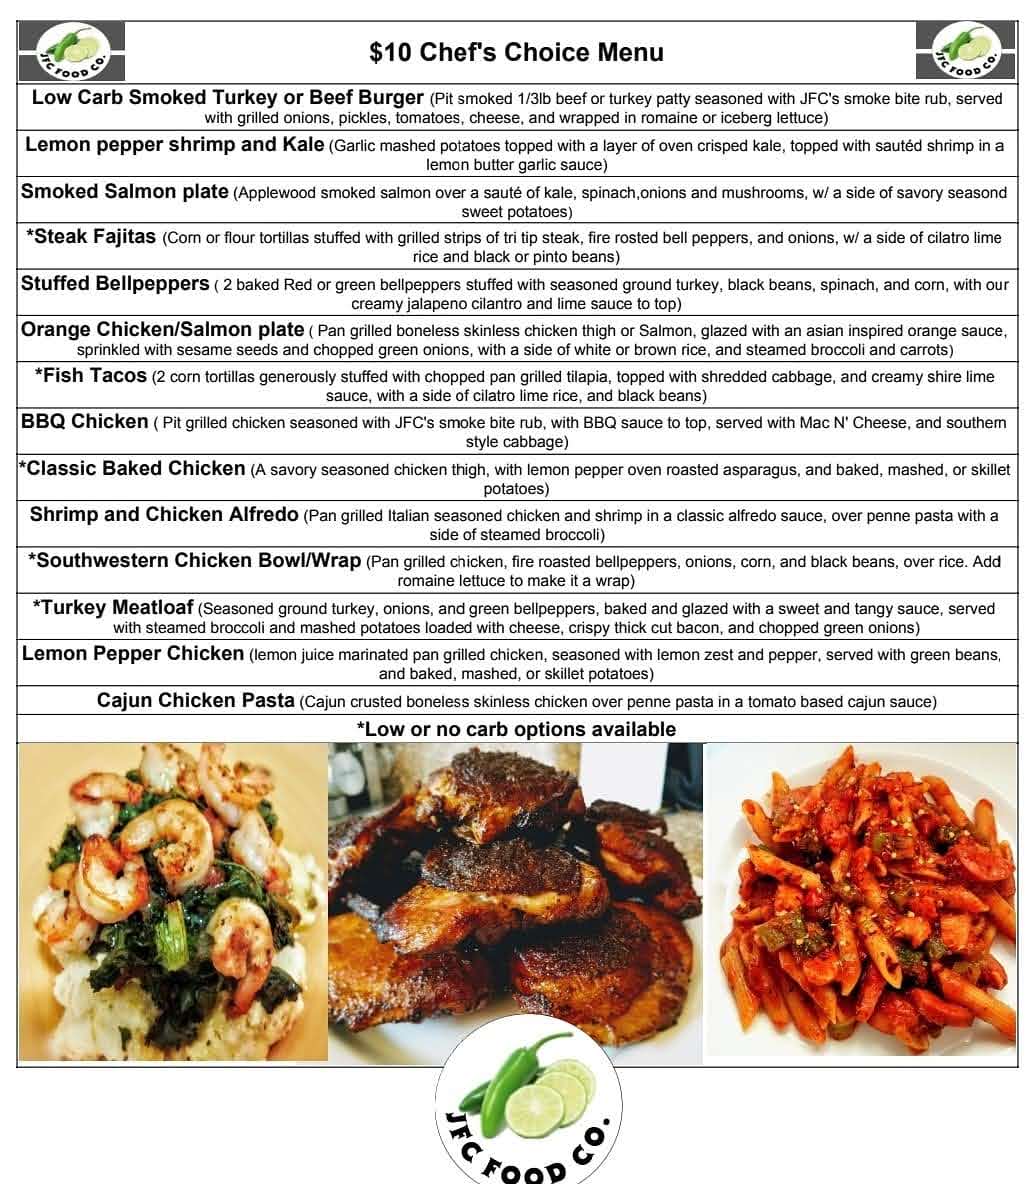 JFC FOOD CO.
$10 Chef's Choice Menu
JFC FOOD CO.
Low Carb Smoked Turkey or Beef Burger (Pit smoked 1/3lb beef or turkey patty seasoned with JFC's smoke bite rub, served
with grilled onions, pickles, tomatoes, cheese, and wrapped in romaine or iceberg lettuce)
Lemon pepper shrimp and Kale (Garlic mashed potatoes topped with a layer of oven crisped kale, topped with sautéd shrimp in a
lemon butter garlic sauce)
Smoked Salmon plate (Applewood smoked salmon over a sauté of kale, spinach,onions and mushrooms, w/ a side of savory seasond
sweet potatoes)
*Steak Fajitas (Corn or flour tortillas stuffed with grilled strips of tri tip steak, fire rosted bell peppers, and onions, w/ a side of cilatro lime
rice and black or pinto beans)
Stuffed Bellpeppers ( 2 baked Red or green bellpeppers stuffed with seasoned ground turkey, black beans, spinach, and corn, with our
creamy jalapeno cilantro and lime sauce to top)
Orange Chicken/Salmon plate ( Pan grilled boneless skinless chicken thigh or Salmon, glazed with an asian inspired orange sauce,
sprinkled with sesame seeds and chopped green onions, with a side of white or brown rice, and steamed broccoli and carrots)
*Fish Tacos (2 corn tortillas generously stuffed with chopped pan grilled tilapia, topped with shredded cabbage, and creamy shire lime
sauce, with a side of cilatro lime rice, and black beans)
BBQ Chicken ( Pit grilled chicken seasoned with JFC's smoke bite rub, with BBQ sauce to top, served with Mac N' Cheese, and southern
style cabbage)
*Classic Baked Chicken (A savory seasoned chicken thigh, with lemon pepper oven roasted asparagus, and baked, mashed, or skillet
potatoes)
Shrimp and Chicken Alfredo (Pan grilled Italian seasoned chicken and shrimp in a classic alfredo sauce, over penne pasta with a
side of steamed broccoli)
*Southwestern Chicken Bowl/Wrap (Pan grilled chicken, fire roasted bellpeppers, onions, corn, and black beans, over rice. Add
romaine lettuce to make it a wrap)
*Turkey Meatloaf (Seasoned ground turkey, onions, and green bellpeppers, baked and glazed with a sweet and tangy sauce, served
with steamed broccoli and mashed potatoes loaded with cheese, crispy thick cut bacon, and chopped green onions)
Lemon Pepper Chicken (lemon juice marinated pan grilled chicken, seasoned with lemon zest and pepper, served with green beans,
and baked, mashed, or skillet potatoes)
Cajun Chicken Pasta (Cajun crusted boneless skinless chicken over penne pasta in a tomato based cajun sauce)
*Low or no carb options available
JFC FOOD CO.